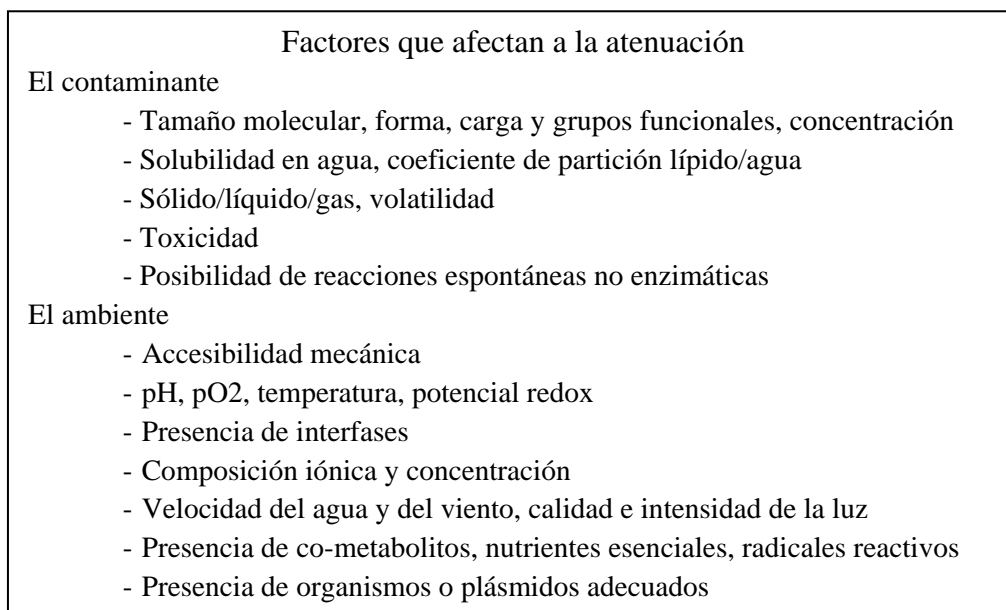 Factores que afectan a la atenuación
El contaminante
- Tamaño molecular, forma, carga y grupos funcionales, concentración
- Solubilidad en agua, coeficiente de partición lípido/agua
- Sólido/líquido/gas, volatilidad
- Toxicidad
- Posibilidad de reacciones espontáneas no enzimáticas
El ambiente
- Accesibilidad mecánica
- pH, pO2, temperatura, potencial redox
- Presencia de interfases
- Composición iónica y concentración
- Velocidad del agua y del viento, calidad e intensidad de la luz
- Presencia de co-metabolitos, nutrientes esenciales, radicales reactivos
- Presencia de organismos o plásmidos adecuados